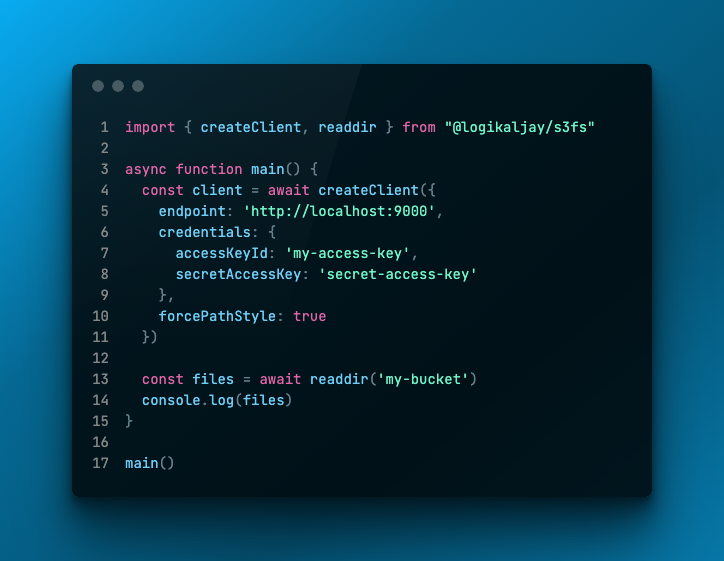 1 import { createClient, readdir } from "@logikaljay/s3fs"
2
3 async function main() {
4   const client = await createClient({
5     endpoint: 'http://localhost:9000',
6     credentials: {
7       accessKeyId: 'my-access-key',
8       secretAccessKey: 'secret-access-key'
9     },
10     forcePathStyle: true
11   })
12
13   const files = await readdir('my-bucket')
14   console.log(files)
15 }
16
17 main()